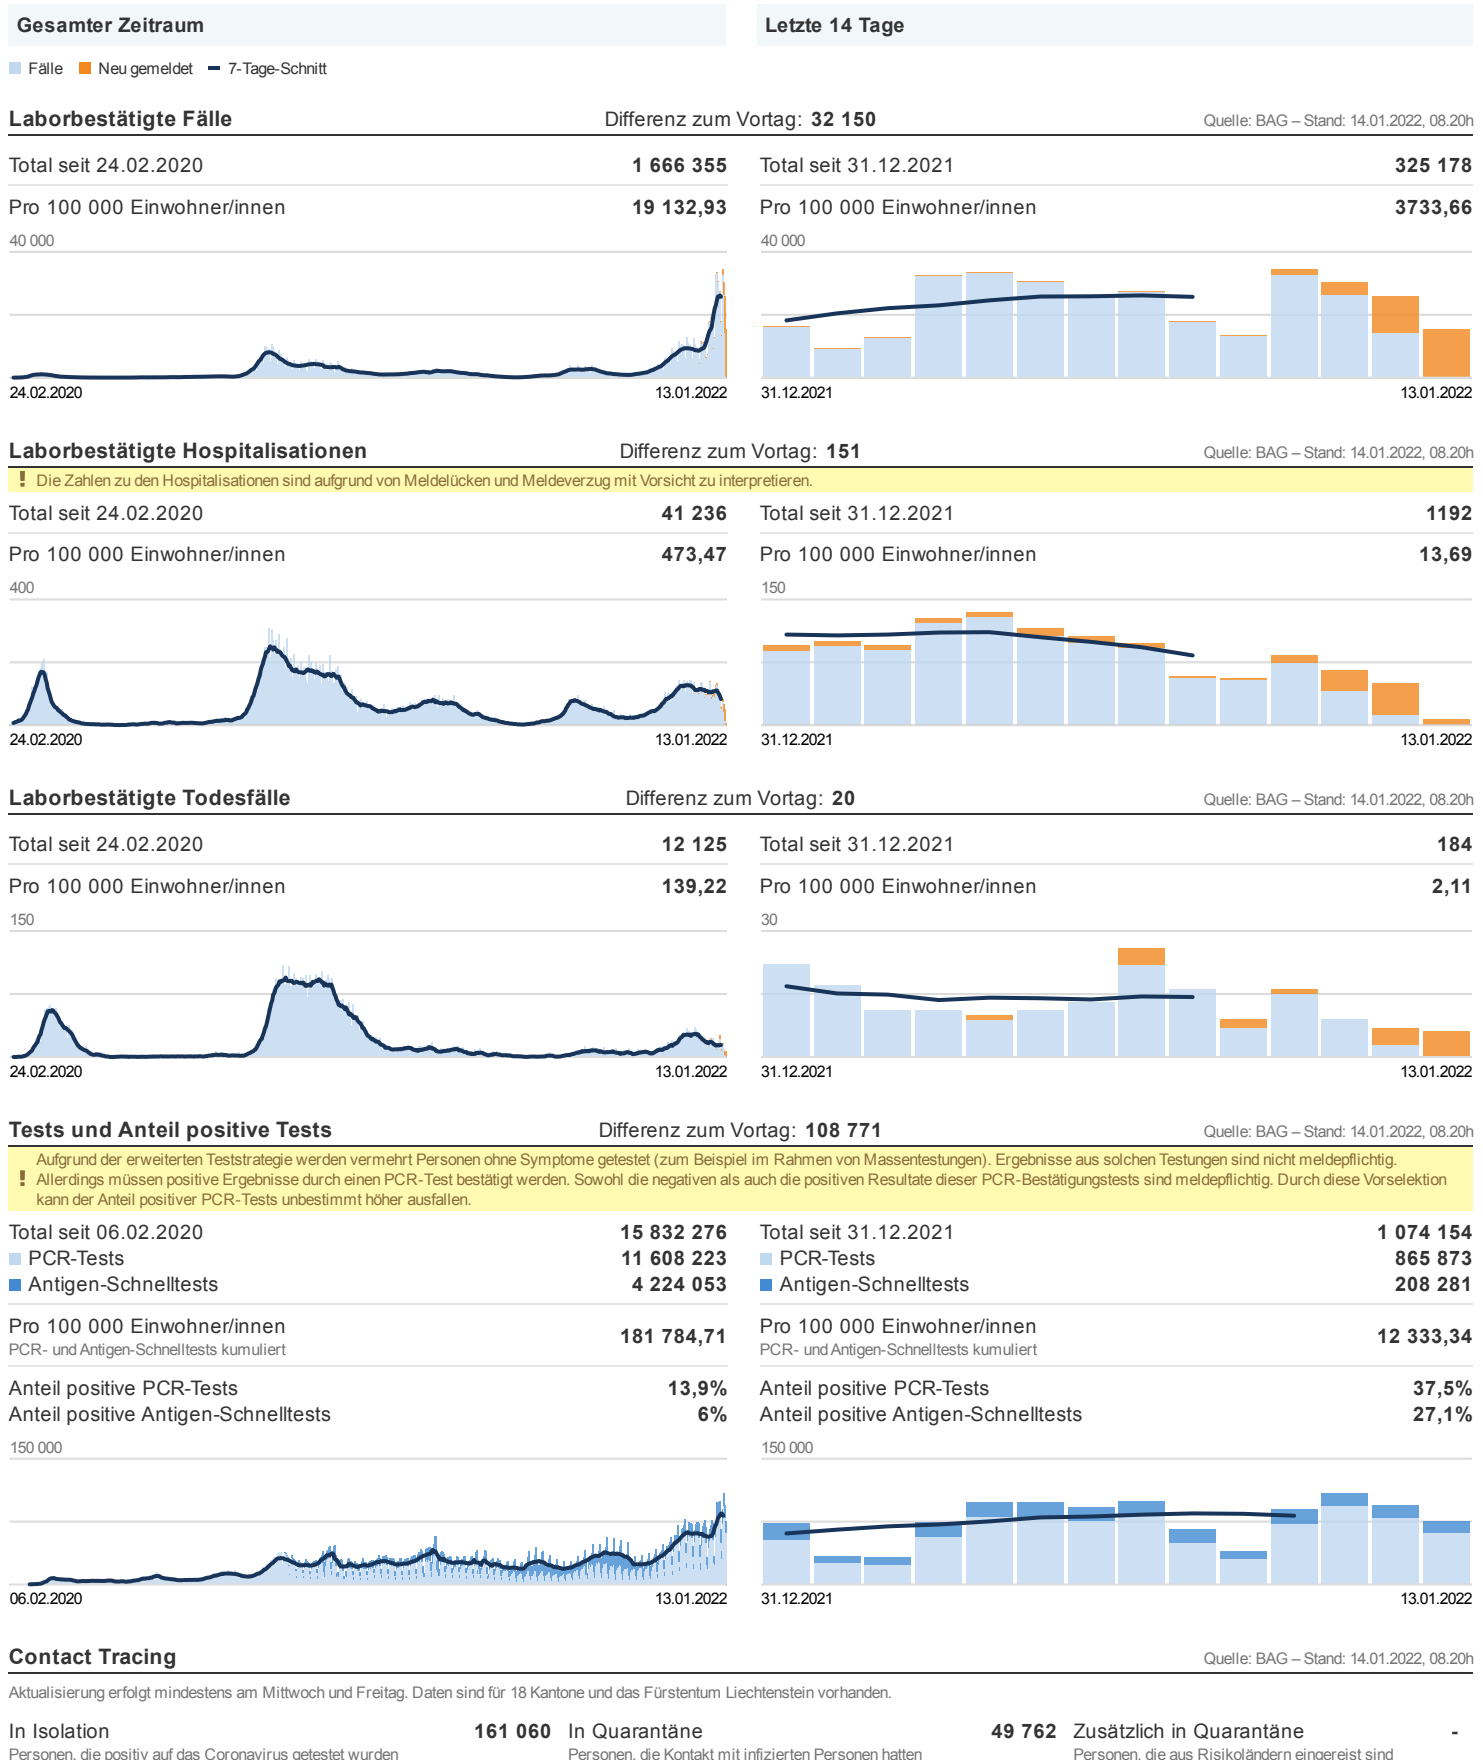 Gesamter Zeitraum
Letzte 14 Tage
Fälle Neu gemeldet 7-Tage-Schnitt
Laborbestätigte Fälle Differenz zum Vortag: 32 150 Quelle: BAG – Stand: 14.01.2022, 08.20h
Total seit 24.02.2020 1 666 355
Pro 100 000 Einwohner/innen 19 132,93
40 000
24.02.2020 13.01.2022
Total seit 31.12.2021 325 178
Pro 100 000 Einwohner/innen 3733,66
40 000
31.12.2021 13.01.2022
Laborbestätigte Hospitalisationen Differenz zum Vortag: 151 Quelle: BAG – Stand: 14.01.2022, 08.20h
! Die Zahlen zu den Hospitalisationen sind aufgrund von Meldelücken und Meldeverzug mit Vorsicht zu interpretieren.
Total seit 24.02.2020 41 236
Pro 100 000 Einwohner/innen 473,47
400
24.02.2020 13.01.2022
Total seit 31.12.2021 1192
Pro 100 000 Einwohner/innen 13,69
150
31.12.2021 13.01.2022
Laborbestätigte Todesfälle Differenz zum Vortag: 20 Quelle: BAG – Stand: 14.01.2022, 08.20h
Total seit 24.02.2020 12 125
Pro 100 000 Einwohner/innen 139,22
150
24.02.2020 13.01.2022
Total seit 31.12.2021 184
Pro 100 000 Einwohner/innen 2,11
30
31.12.2021 13.01.2022
Tests und Anteil positive Tests Differenz zum Vortag: 108 771 Quelle: BAG – Stand: 14.01.2022, 08.20h
Aufgrund der erweiterten Teststrategie werden vermehrt Personen ohne Symptome getestet (zum Beispiel im Rahmen von Massentestungen). Ergebnisse aus solchen Testungen sind nicht meldepflichtig.
! Allerdings müssen positive Ergebnisse durch einen PCR-Test bestätigt werden. Sowohl die negativen als auch die positiven Resultate dieser PCR-Bestätigungstests sind meldepflichtig. Durch diese Vorselektion
kann der Anteil positiver PCR-Tests unbestimmt höher ausfallen.
Total seit 06.02.2020 15 832 276
PCR-Tests 11 608 223
Antigen-Schnelltests 4 224 053
Pro 100 000 Einwohner/innen 181 784,71
PCR- und Antigen-Schnelltests kumuliert
Anteil positive PCR-Tests 13,9%
Anteil positive Antigen-Schnelltests 6%
150 000
06.02.2020 13.01.2022
Total seit 31.12.2021 1 074 154
PCR-Tests 865 873
Antigen-Schnelltests 208 281
Pro 100 000 Einwohner/innen 12 333,34
PCR- und Antigen-Schnelltests kumuliert
Anteil positive PCR-Tests 37,5%
Anteil positive Antigen-Schnelltests 27,1%
150 000
31.12.2021 13.01.2022
Contact Tracing Quelle: BAG – Stand: 14.01.2022, 08.20h
Aktualisierung erfolgt mindestens am Mittwoch und Freitag. Daten sind für 18 Kantone und das Fürstentum Liechtenstein vorhanden.
In Isolation 161 060
Personen, die positiv auf das Coronavirus getestet wurden
In Quarantäne 49 762
Personen, die Kontakt mit infizierten Personen hatten
Zusätzlich in Quarantäne -
Personen, die aus Risikoländern eingereist sind